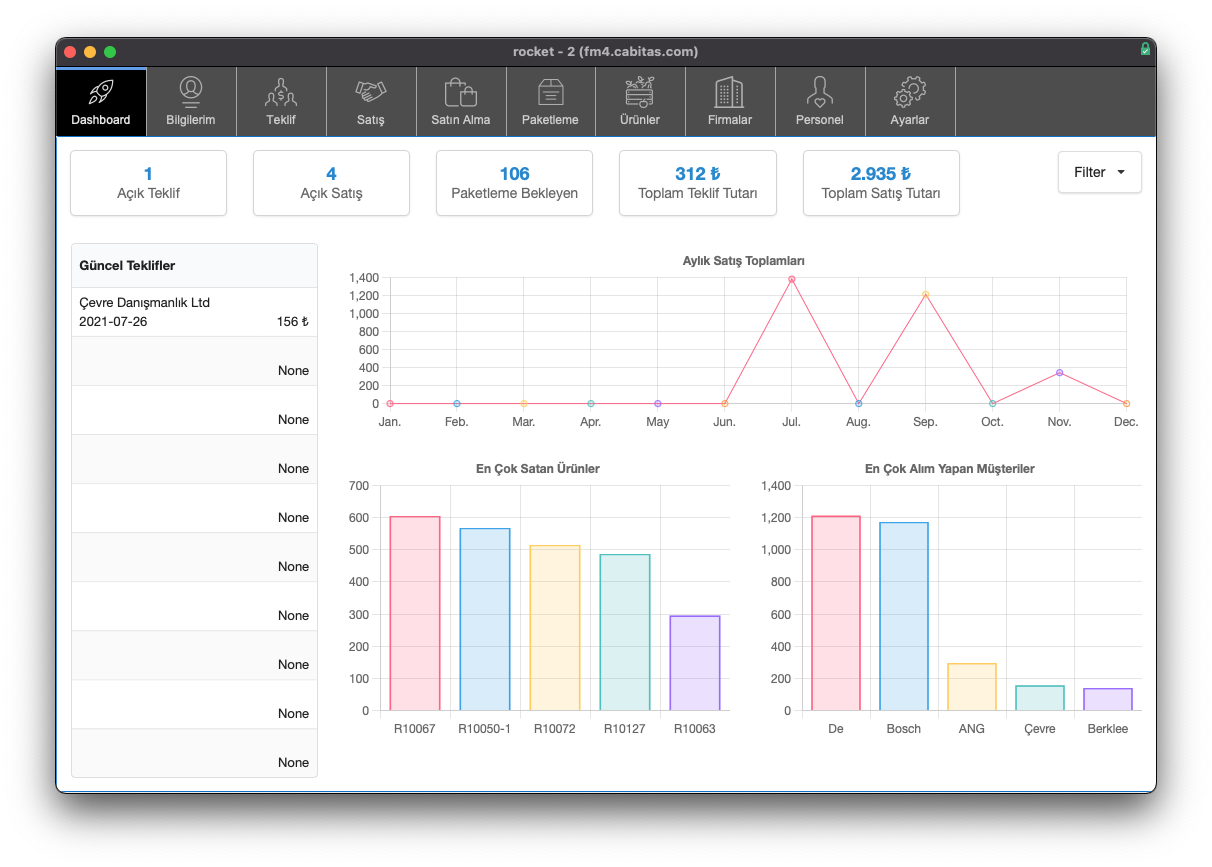 rocket - 2 (fm4.cabitas.com)
Dashboard
Bilgilerim
Teklif
Satış
Satın Alma
Paketleme
Ürünler
Firmalar
Personel
Ayarlar
1
Açık Teklif
4
Açık Satış
106
Paketleme Bekleyen
312 ₺
Toplam Teklif Tutarı
2.935 ₺
Toplam Satış Tutarı
Filter
Güncel Teklifler
Çevre Danışmanlık Ltd
2021-07-26 156 ₺
None
None
None
None
None
None
None
None
None
Aylık Satış Toplamları
1,400
1,200
1,000
800
600
400
200
0
Jan. Feb. Mar. Apr. May Jun. Jul. Aug. Sep. Oct. Nov. Dec.
En Çok Satan Ürünler
700
600
500
400
300
200
100
0
R10067 R10050-1 R10072 R10127 R10063
En Çok Alım Yapan Müşteriler
1,400
1,200
1,000
800
600
400
200
0
De Bosch ANG Çevre Berklee